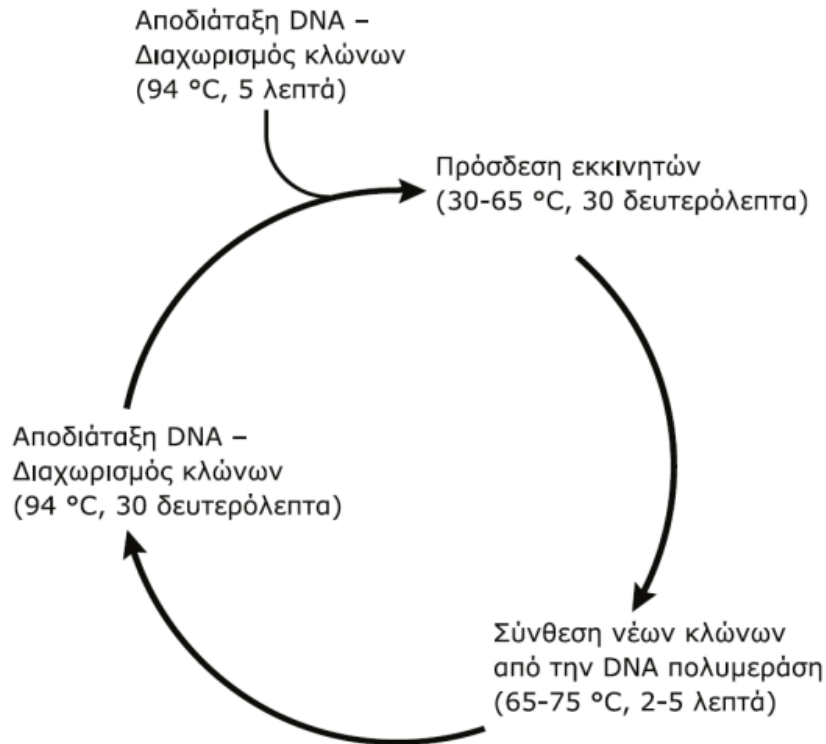 Αποδιάταξη DNA –
Διαχωρισμός κλώνων
(94 °C, 5 λεπτά)
Πρόσδεση εκκινητών
(30-65 °C, 30 δευτερόλεπτα)
Σύνθεση νέων κλώνων
από την DNA πολυμεράση
(65-75 °C, 2-5 λεπτά)
Αποδιάταξη DNA –
Διαχωρισμός κλώνων
(94 °C, 30 δευτερόλεπτα)